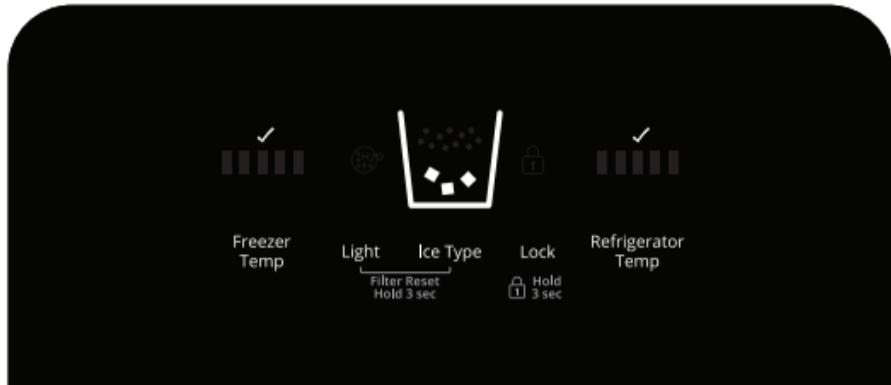 Freezer
Temp
Light
Ice Type
Lock
Refrigerator
Temp
Filter Reset
Hold 3 sec
Hold
3 sec